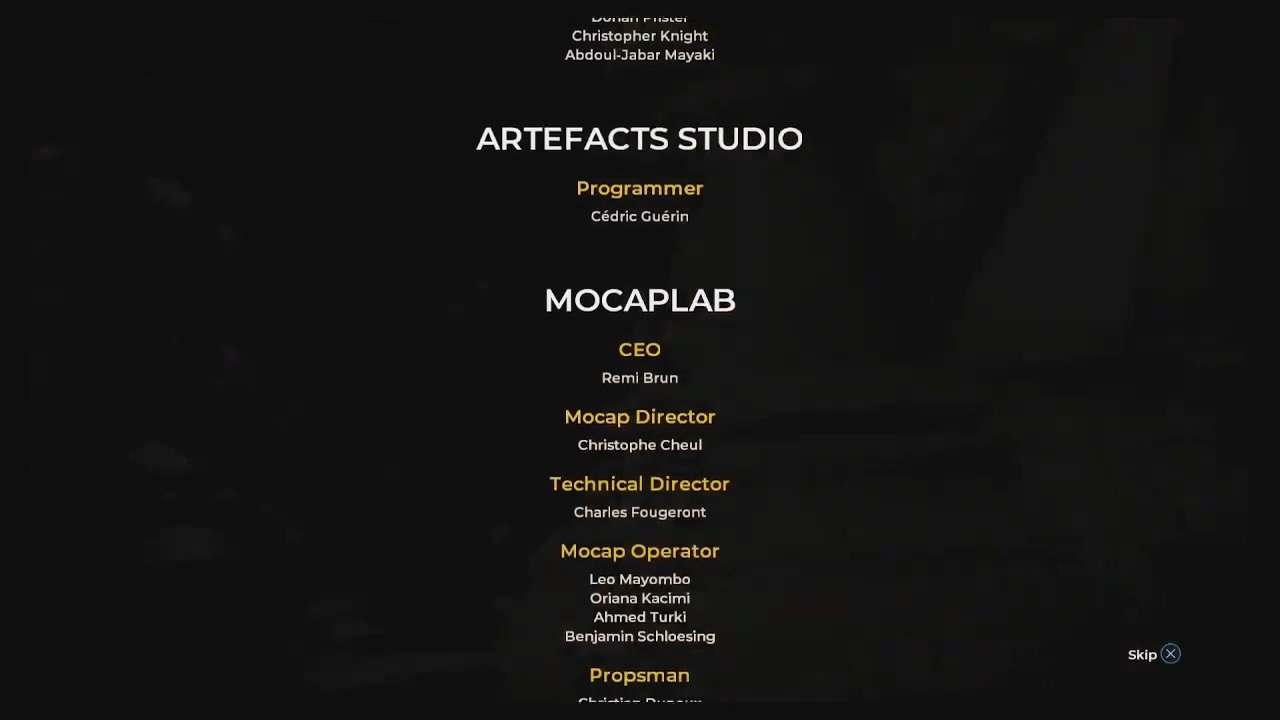 Christopher Knight
Abdoul-Jabar Mayaki
ARTEFACTS STUDIO
Programmer
Cédric Guérin
MOCAPLAB
CEO
Remi Brun
Mocap Director
Christophe Cheul
Technical Director
Charles Fougeront
Mocap Operator
Leo Mayombo
Oriana Kacimi
Ahmed Turki
Benjamin Schloesing
Skip
Propsman